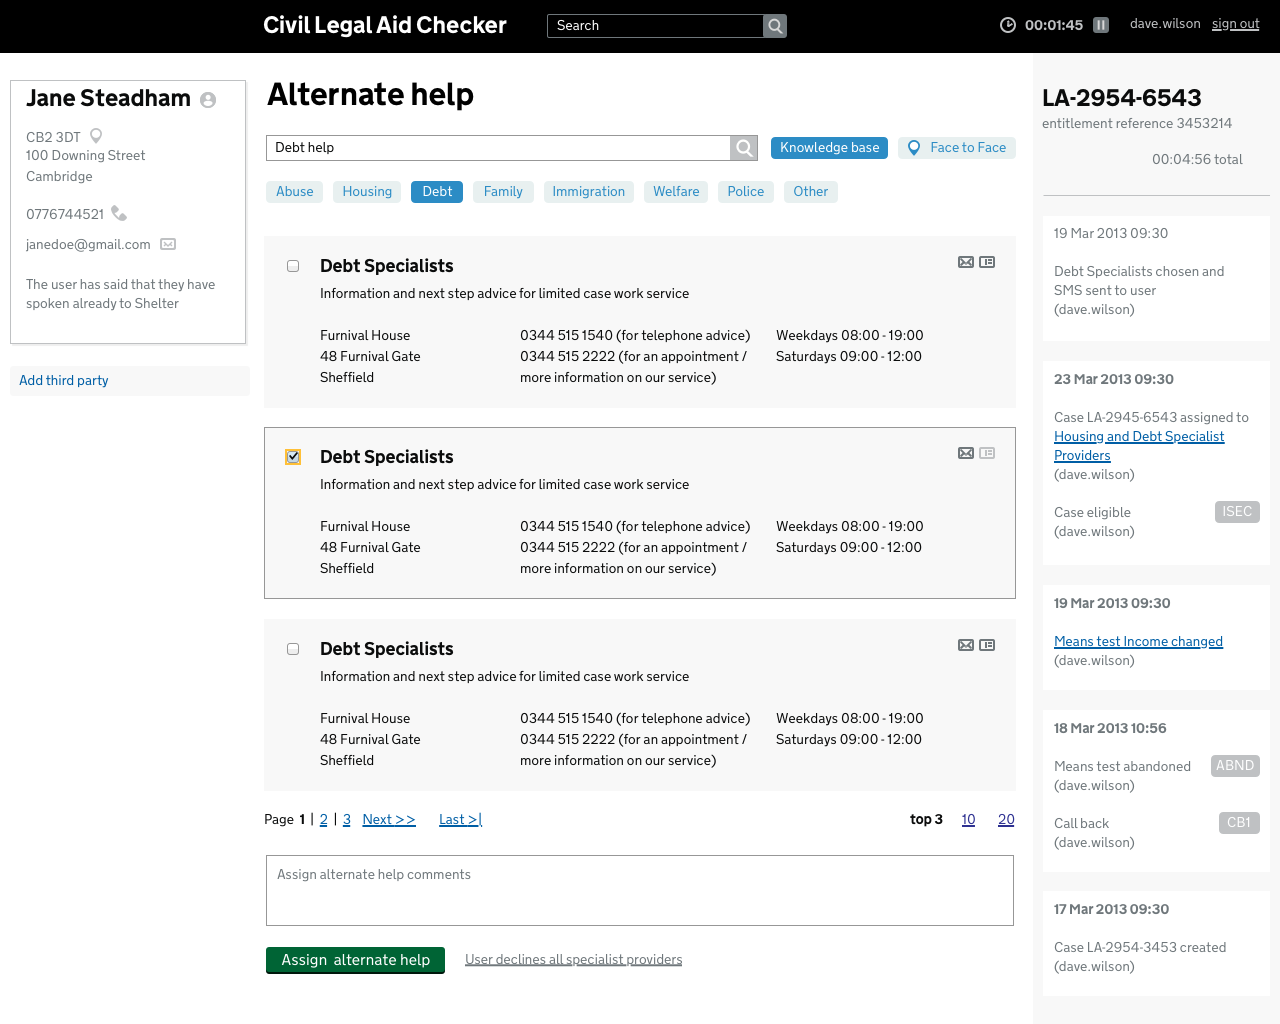 Civil Legal Aid Checker
Search
00:01:45
dave.wilson sign out
Jane Steadham
CB2 3DT
100 Downing Street
Cambridge
0776744521
janedoe@gmail.com
The user has said that they have
spoken already to Shelter
Add third party
Alternate help
Debt help
Knowledge base
Face to Face
Abuse Housing Debt Family Immigration Welfare Police Other
Debt Specialists
Information and next step advice for limited case work service
Furnival House
48 Furnival Gate
Sheffield
0344 515 1540 (for telephone advice)
0344 515 2222 (for an appointment /
more information on our service)
Weekdays 08:00 - 19:00
Saturdays 09:00 - 12:00
Debt Specialists
Information and next step advice for limited case work service
Furnival House
48 Furnival Gate
Sheffield
0344 515 1540 (for telephone advice)
0344 515 2222 (for an appointment /
more information on our service)
Weekdays 08:00 - 19:00
Saturdays 09:00 - 12:00
Debt Specialists
Information and next step advice for limited case work service
Furnival House
48 Furnival Gate
Sheffield
0344 515 1540 (for telephone advice)
0344 515 2222 (for an appointment /
more information on our service)
Weekdays 08:00 - 19:00
Saturdays 09:00 - 12:00
Page 1 | 2 | 3 Next >> Last >|
top 3 10 20
Assign alternate help comments
Assign alternate help
User declines all specialist providers
LA-2954-6543
entitlement reference 3453214
00:04:56 total
19 Mar 2013 09:30
Debt Specialists chosen and
SMS sent to user
(dave.wilson)
23 Mar 2013 09:30
Case LA-2945-6543 assigned to
Housing and Debt Specialist
Providers
(dave.wilson)
Case eligible ISEC
(dave.wilson)
19 Mar 2013 09:30
Means test Income changed
(dave.wilson)
18 Mar 2013 10:56
Means test abandoned ABND
(dave.wilson)
Call back CB1
(dave.wilson)
17 Mar 2013 09:30
Case LA-2954-3453 created
(dave.wilson)